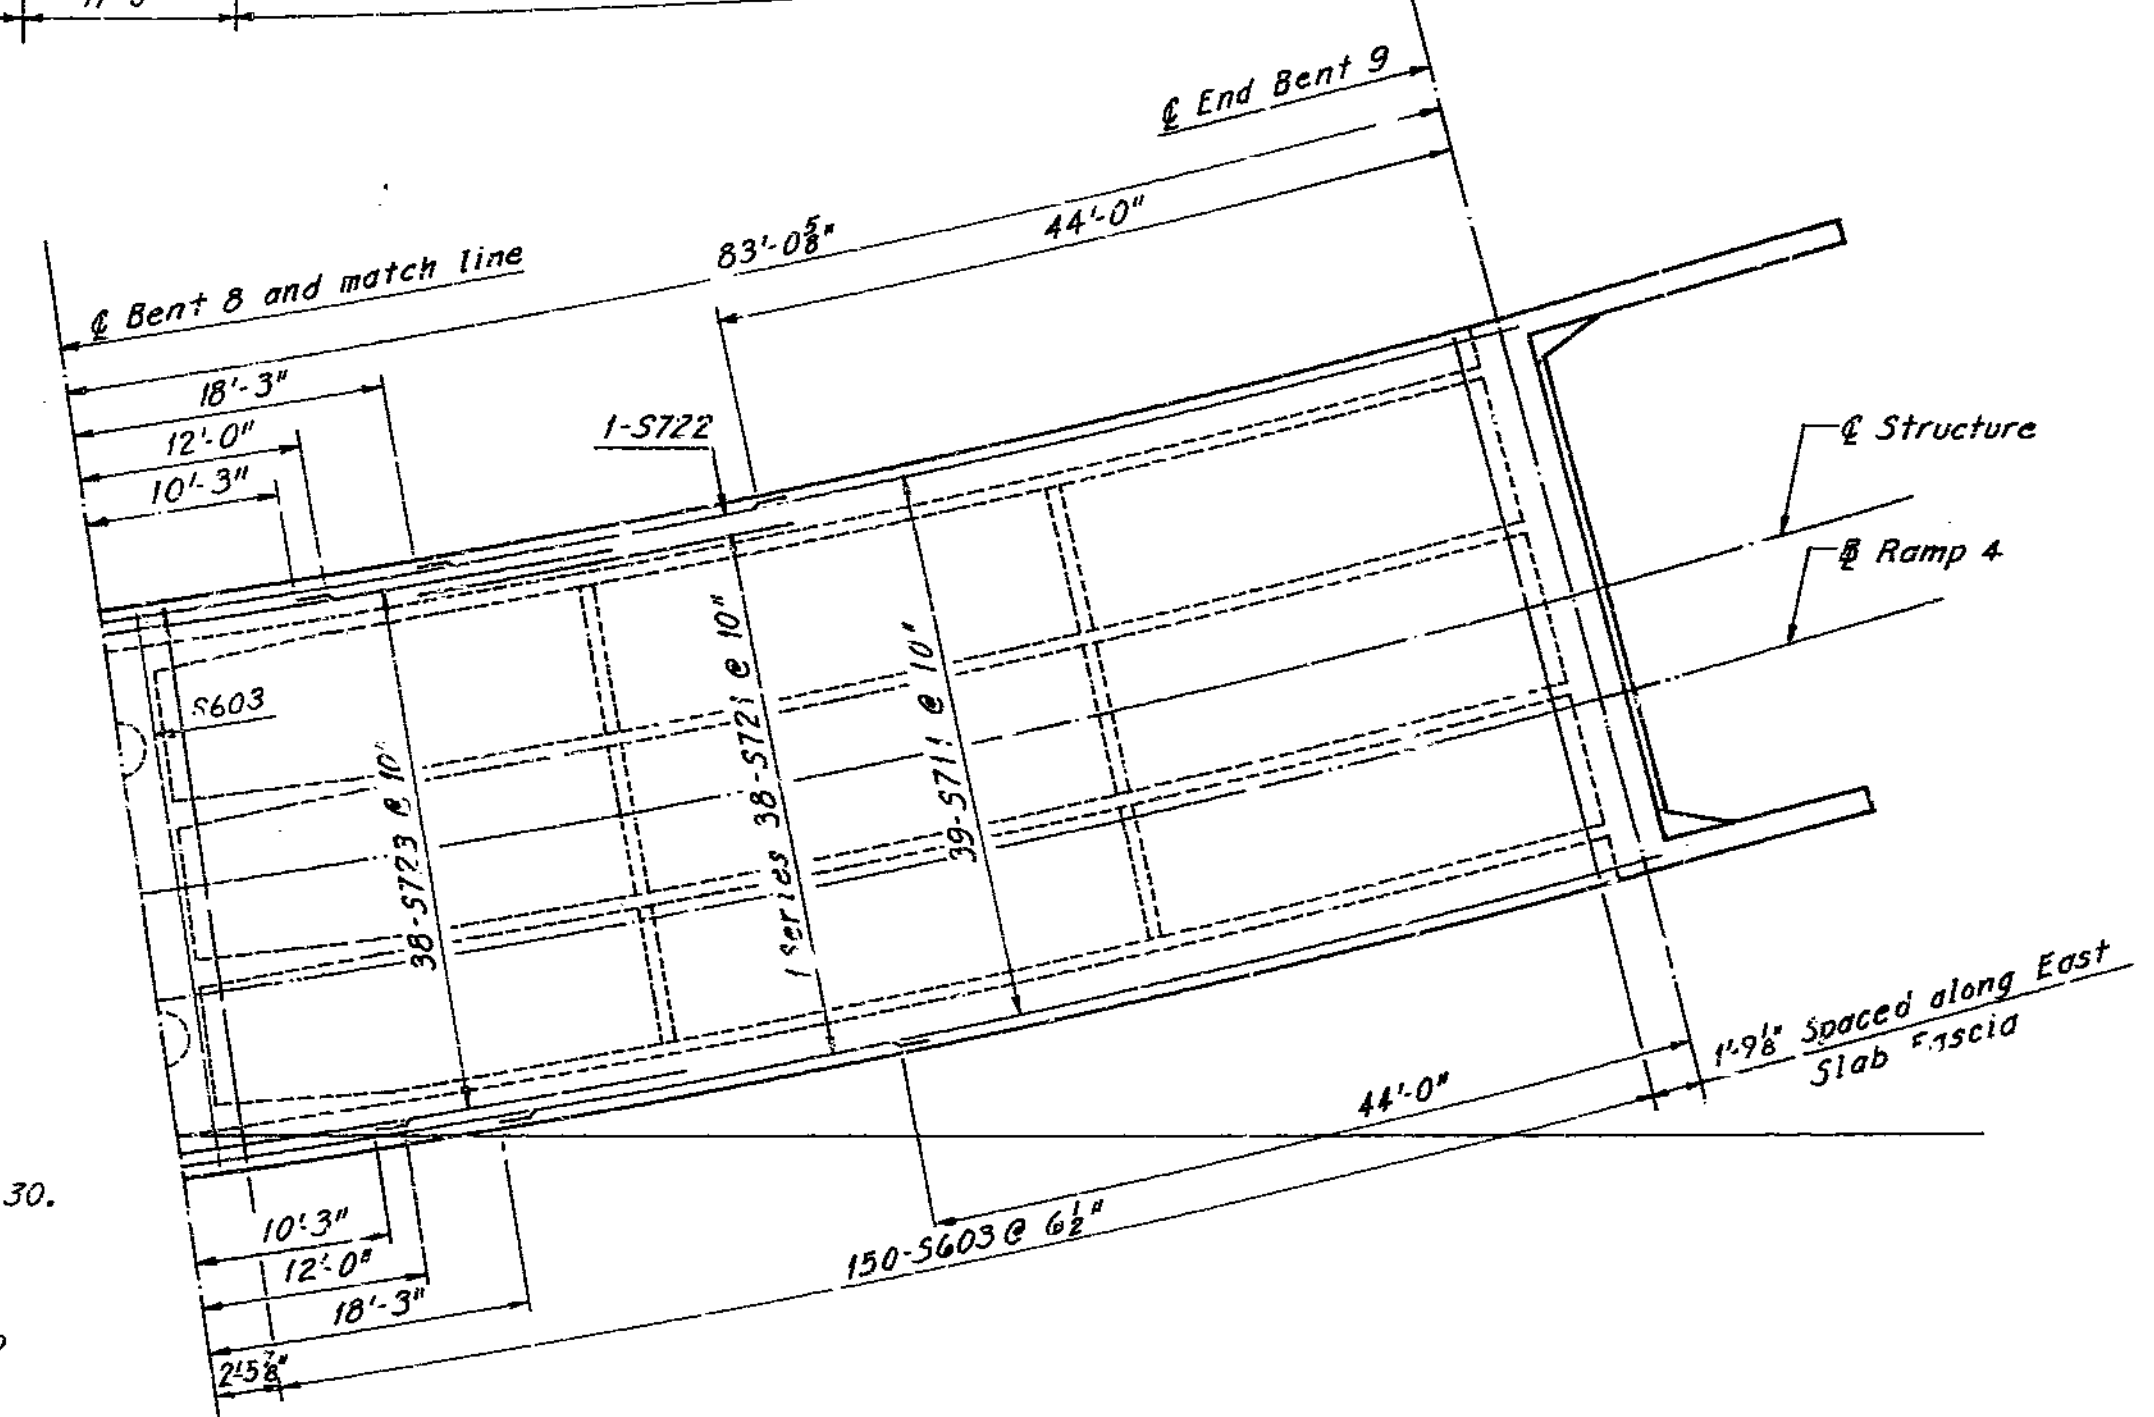 ℄ End Bent 9
44'-0"
83'-0⅝"
℄ Bent 8 and match line
18'-3"
12'-0"
10'-3"
1-S722
℄ Structure
Ramp 4
S603
38-S723 @ 10"
1 Series 38-S721 @ 10"
39-S711 @ 10"
1'-9⅛" Spaced along East
Slab Fascia
44'-0"
150-S603 @ 6½"
30.
10'-3"
12'-0"
18'-3"
2'-5⅞"